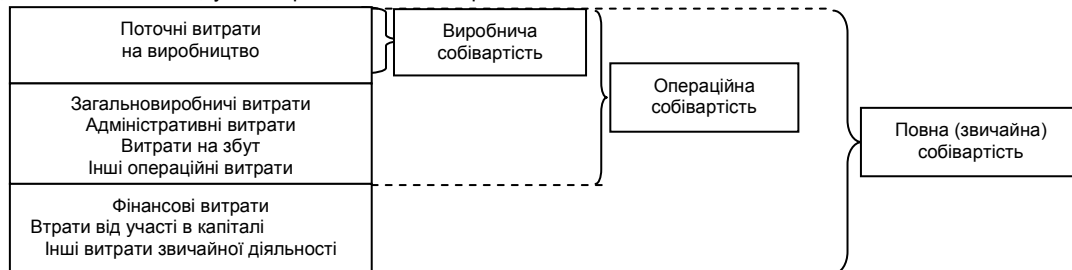 Поточні витрати
на виробництво
Виробнича
собівартість
Загальновиробничі витрати
Адміністративні витрати
Витрати на збут
Інші операційні витрати
Операційна
собівартість
Повна (звичайна)
собівартість
Фінансові витрати
Втрати від участі в капіталі
Інші витрати звичайної діяльності